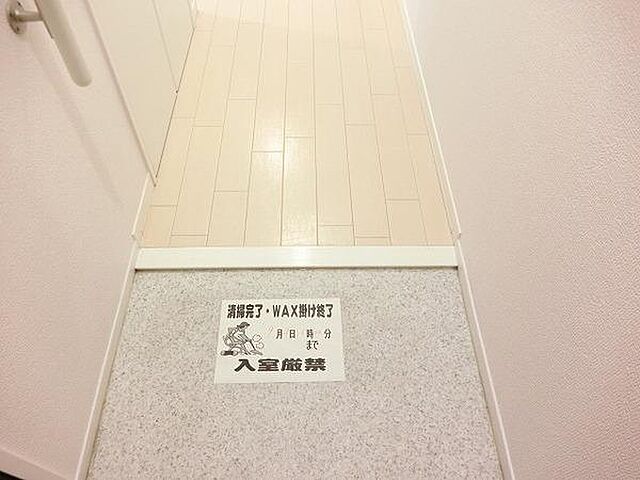 清掃完了・WAX掛け終了
月 日 時 分
まで
入室厳禁